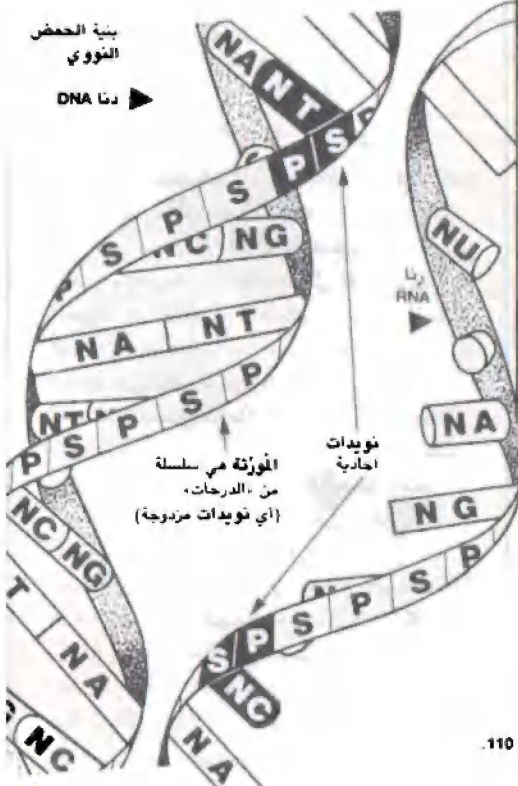 بنية الحمض
النووي
دنا DNA
NA NT
P S P
P S P S P S
NC NG
رنا
RNA
NU
NA NT
NA
P S P S P S P
NT
نويدات
احادية
المورثة هي سلسلة
من «الدرجات»
(أي نويدات مزدوجة)
NG
NC NG
S P S P S P S P
NC
T NA
NC
NA
110.